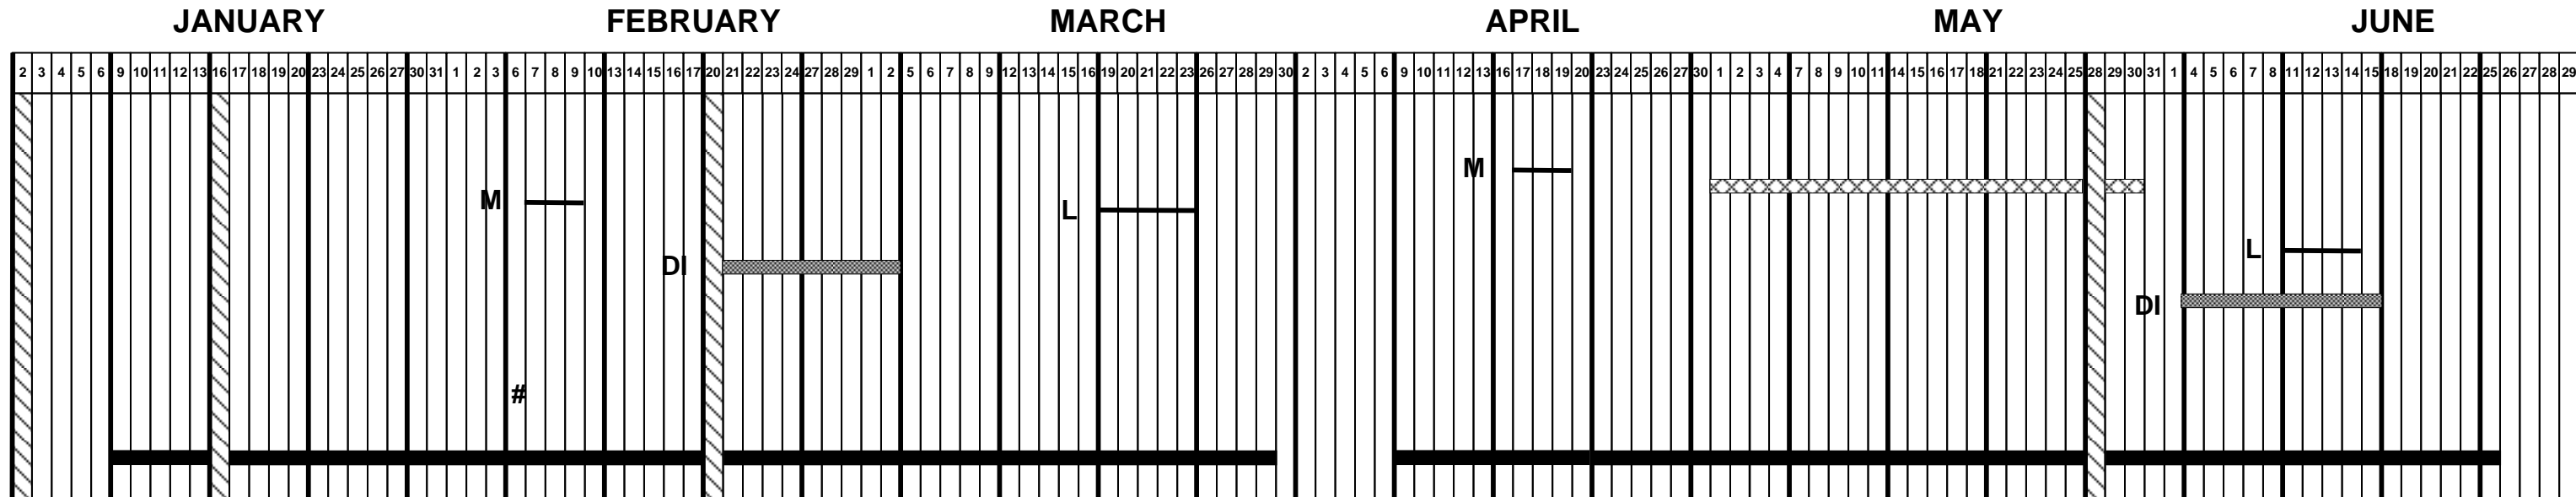 JANUARY FEBRUARY MARCH APRIL MAY JUNE
2 3 4 5 6 9 10 11 12 13 16 17 18 19 20 23 24 25 26 27 30 31 1 2 3 6 7 8 9 10 13 14 15 16 17 20 21 22 23 24 27 28 29 1 2 5 6 7 8 9 12 13 14 15 16 19 20 21 22 23 26 27 28 29 30 2 3 4 5 6 9 10 11 12 13 16 17 18 19 20 23 24 25 26 27 30 1 2 3 4 7 8 9 10 11 14 15 16 17 18 21 22 23 24 25 28 29 30 31 1 4 5 6 7 8 11 12 13 14 15 18 19 20 21 22 25 26 27 28 29
M
M
L
L
DI
DI
#